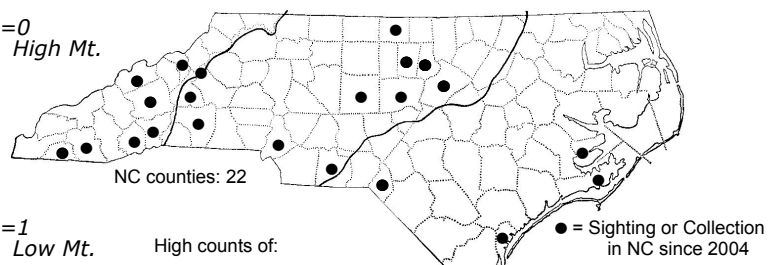 =0
High Mt.
NC counties: 22
=1
Low Mt.
High counts of:
● = Sighting or Collection
in NC since 2004